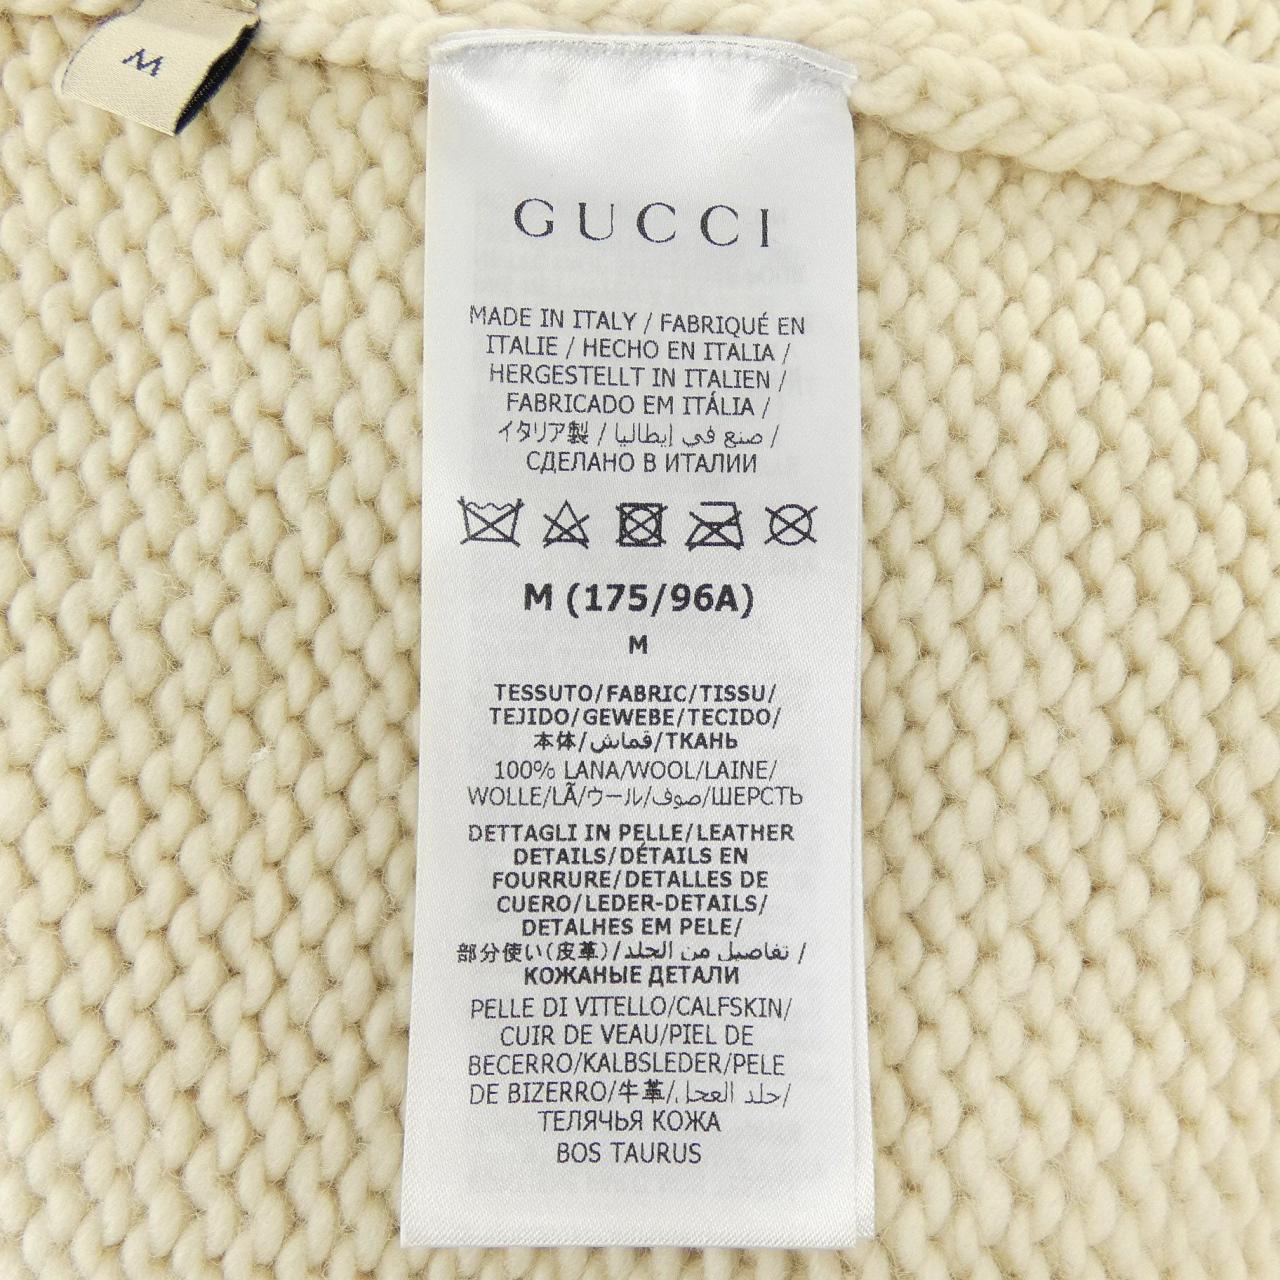 M
GUCCI
MADE IN ITALY / FABRIQUÉ EN
ITALIE / HECHO EN ITALIA /
HERGESTELLT IN ITALIEN /
FABRICADO EM ITÁLIA /
イタリア製 / صنع في إيطاليا /
СДЕЛАНО В ИТАЛИИ
M (175/96A)
M
TESSUTO/FABRIC/TISSU/
TEJIDO/GEWEBE/TECIDO/
本体/قماش/ТКАНЬ
100% LANA/WOOL/LAINE/
WOLLE/LÃ/ウール/صوف/ШЕРСТЬ
DETTAGLI IN PELLE/LEATHER
DETAILS/DÉTAILS EN
FOURRURE/DETALLES DE
CUERO/LEDER-DETAILS/
DETALHES EM PELE/
部分使い(皮革)/تفاصيل من الجلد /
КОЖАНЫЕ ДЕТАЛИ
PELLE DI VITELLO/CALFSKIN/
CUIR DE VEAU/PIEL DE
BECERRO/KALBSLEDER/PELE
DE BIZERRO/牛革/جلد العجل/
ТЕЛЯЧЬЯ КОЖА
BOS TAURUS